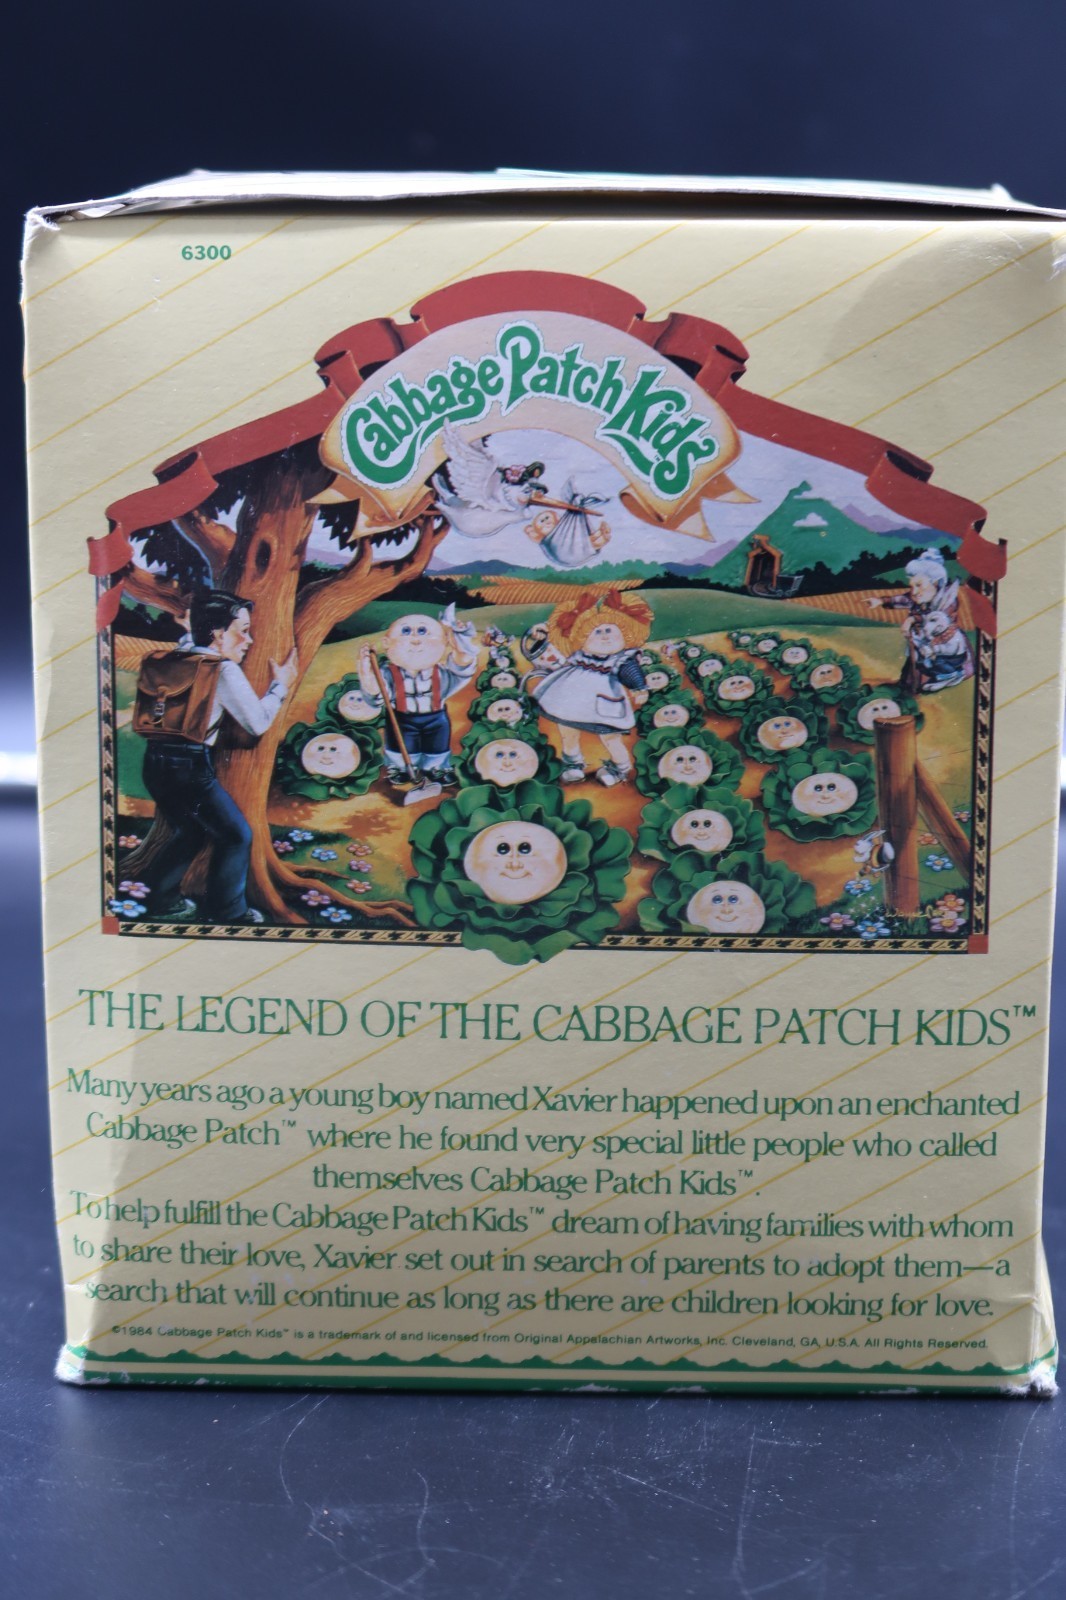 6300
Cabbage Patch Kids
THE LEGEND OF THE CABBAGE PATCH KIDS™
Many years ago a young boy named Xavier happened upon an enchanted
Cabbage Patch™ where he found very special little people who called
themselves Cabbage Patch Kids™.
To help fulfill the Cabbage Patch Kids™ dream of having families with whom
to share their love, Xavier set out in search of parents to adopt them—a
search that will continue as long as there are children looking for love.
©1984 Cabbage Patch Kids™ is a trademark of and licensed from Original Appalachian Artworks, Inc. Cleveland, GA, U.S.A. All Rights Reserved.